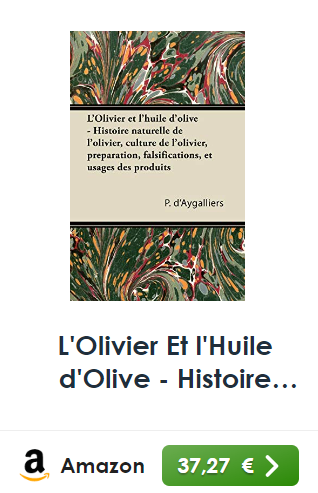 L'Olivier et l'huile d'olive
- Histoire naturelle de
l'olivier, culture de l'olivier,
preparation, falsifications, et
usages des produits
P. d'Aygalliers
L'Olivier Et l'Huile
d'Olive - Histoire...
Amazon 37,27 €